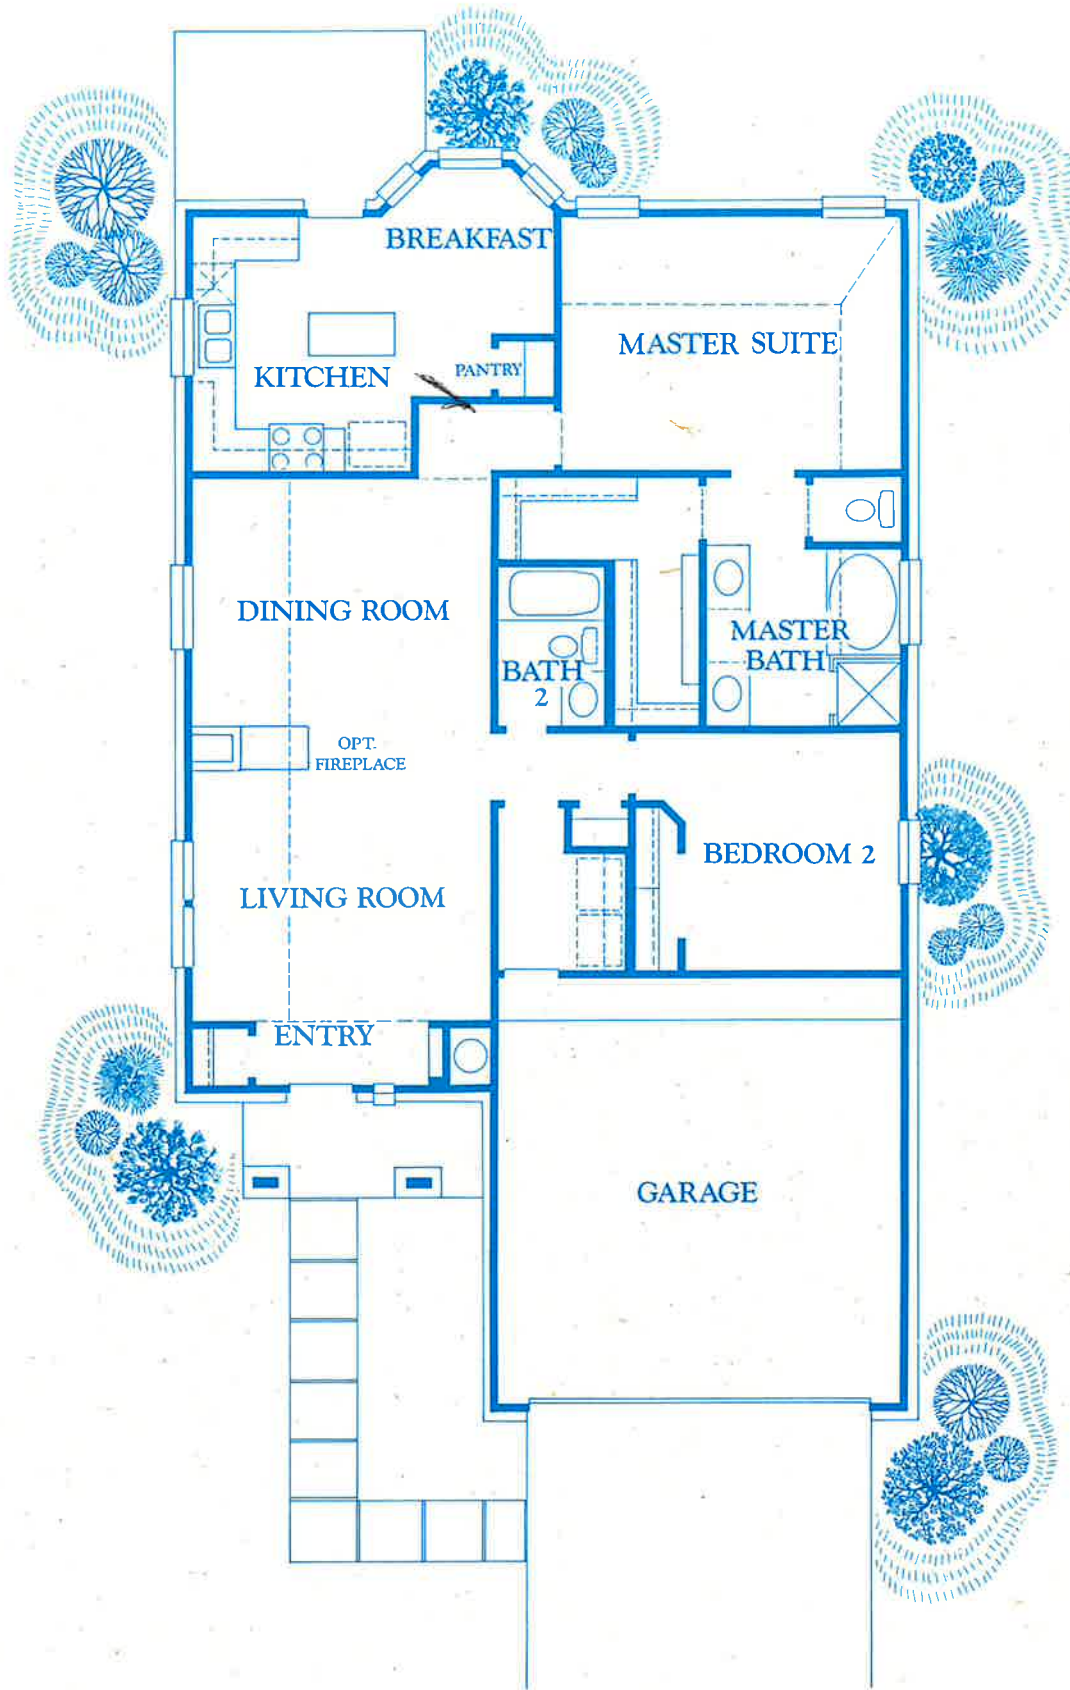 BREAKFAST
MASTER SUITE
PANTRY
KITCHEN
DINING ROOM
MASTER
BATH
BATH
2
OPT.
FIREPLACE
BEDROOM 2
LIVING ROOM
ENTRY
GARAGE